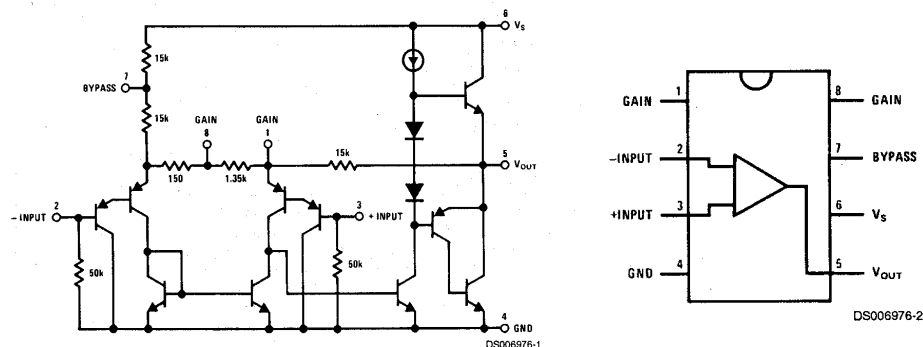 6
Vs
15k
7
BYPASS
15k
GAIN
8
GAIN
1
15k
5
VOUT
150
1.35k
2
- INPUT
3
+ INPUT
50k
50k
4
GND
DS006976-1
1
GAIN
8
GAIN
2
-INPUT
7
BYPASS
3
+INPUT
6
Vs
4
GND
5
VOUT
DS006976-2